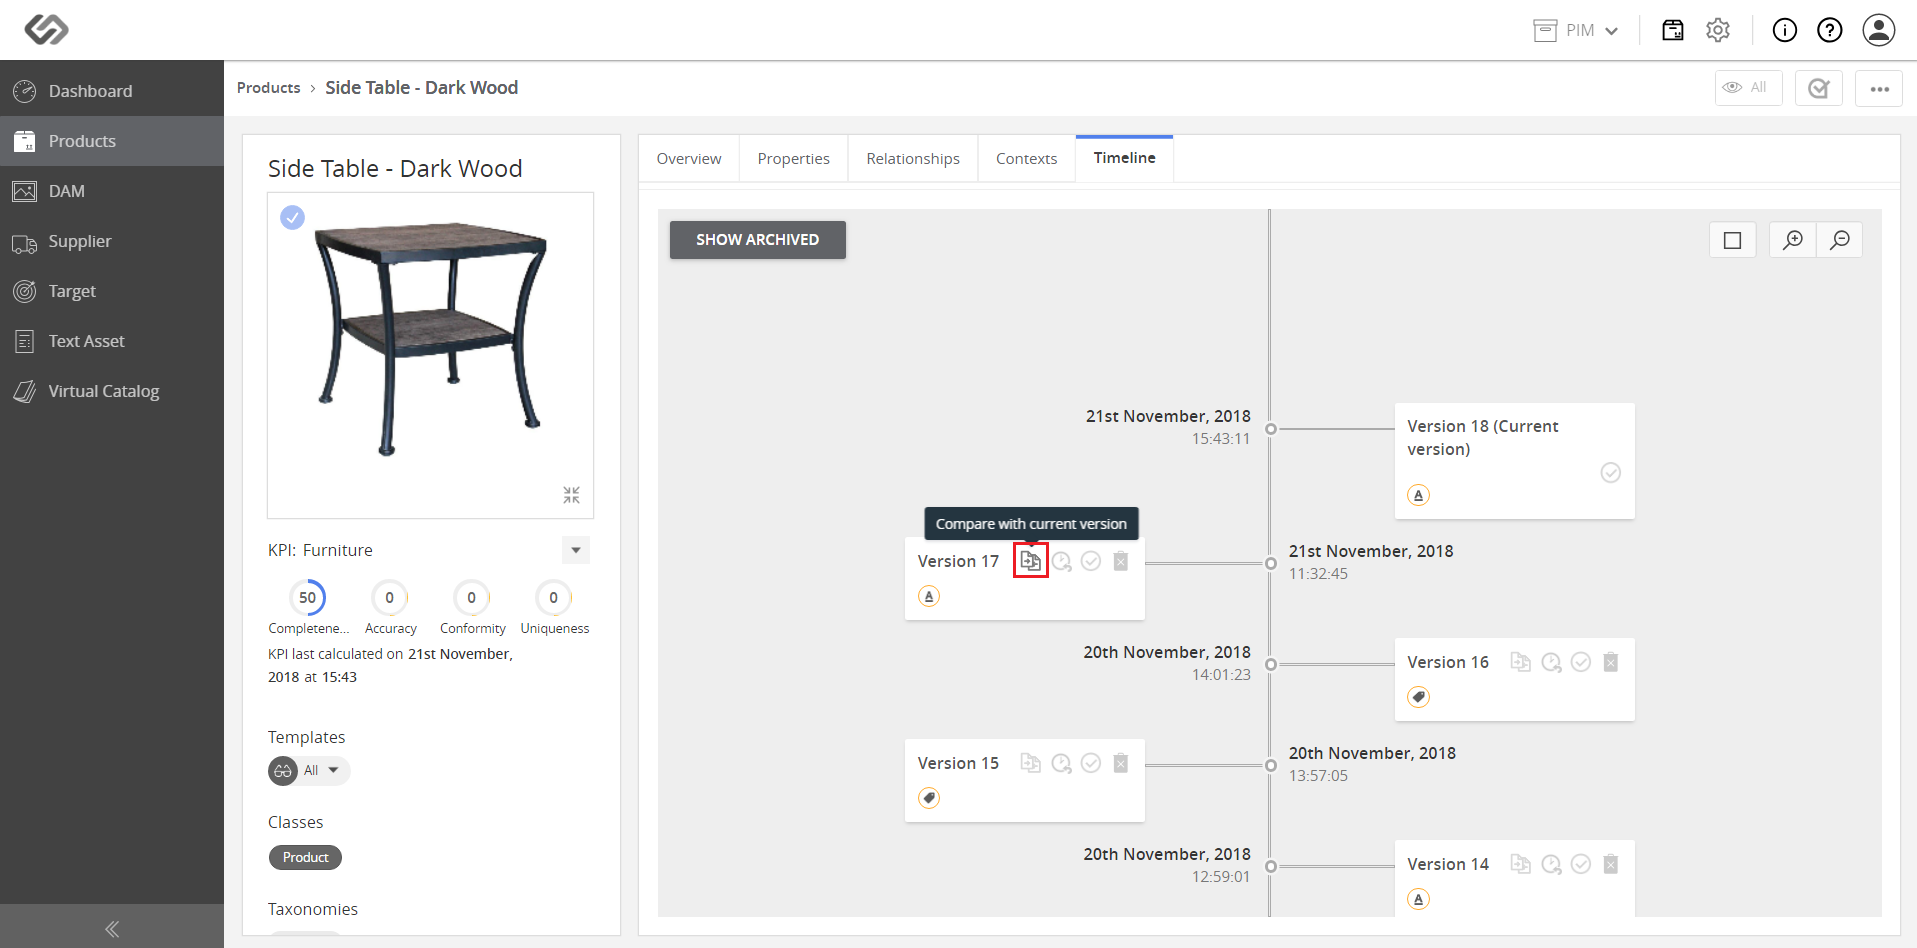 PIM
Dashboard
Products
DAM
Supplier
Target
Text Asset
Virtual Catalog
Products › Side Table - Dark Wood
All
Side Table - Dark Wood
KPI: Furniture
50
0
0
0
Completene...
Accuracy
Conformity
Uniqueness
KPI last calculated on 21st November,
2018 at 15:43
Templates
All
Classes
Product
Taxonomies
Overview
Properties
Relationships
Contexts
Timeline
SHOW ARCHIVED
21st November, 2018
15:43:11
Version 18 (Current
version)
A
Compare with current version
Version 17
A
21st November, 2018
11:32:45
20th November, 2018
14:01:23
Version 16
Version 15
20th November, 2018
13:57:05
20th November, 2018
12:59:01
Version 14
A